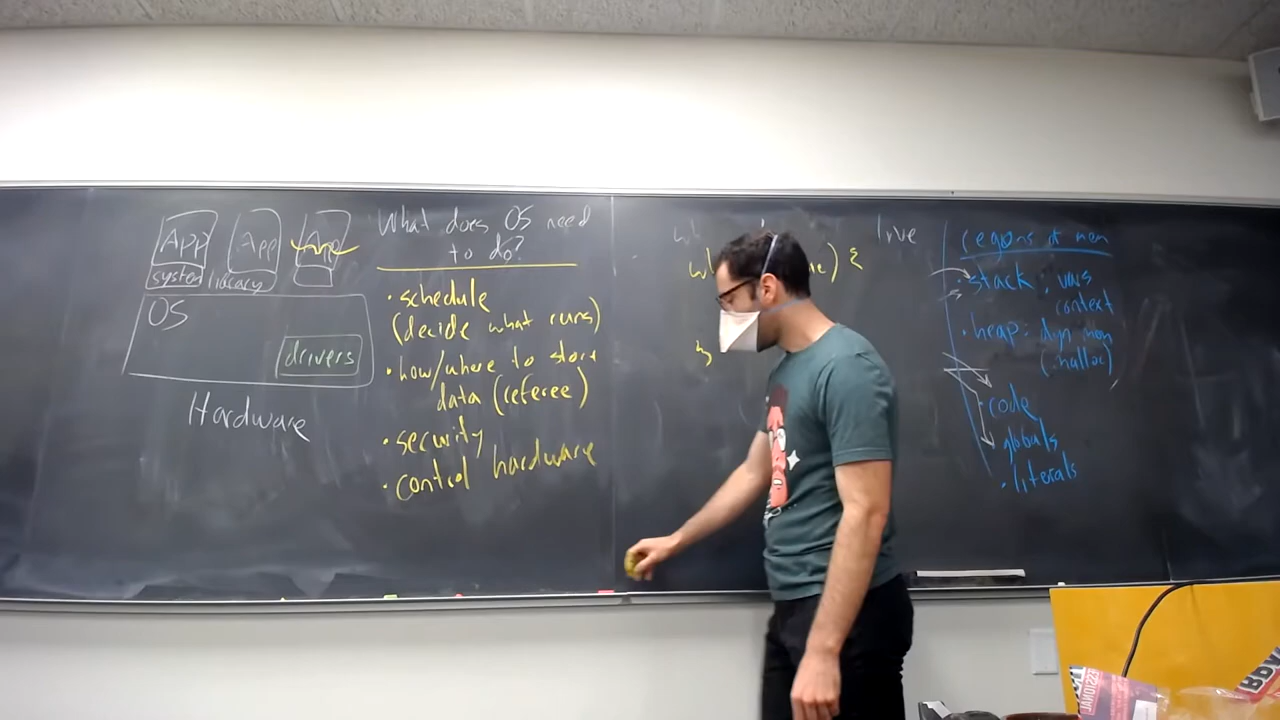 App App App
system library
OS
drivers
Hardware
What does OS need
to do?
• schedule
(decide what runs)
• how/where to store
data (referee)
• security
• control hardware
live
) {
}
regions of mem
• stack : vars
context
• heap: dyn mem
(malloc)
• code
• globals
• literals